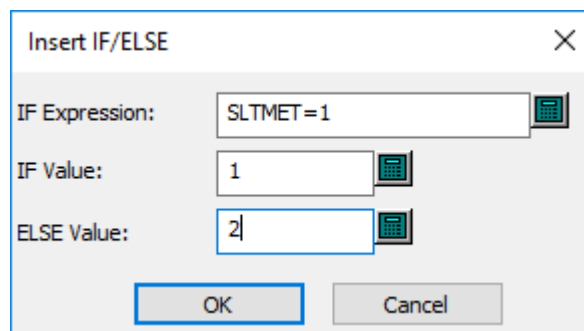 Insert IF/ELSE
IF Expression: SLTMET=1
IF Value: 1
ELSE Value: 2
OK Cancel